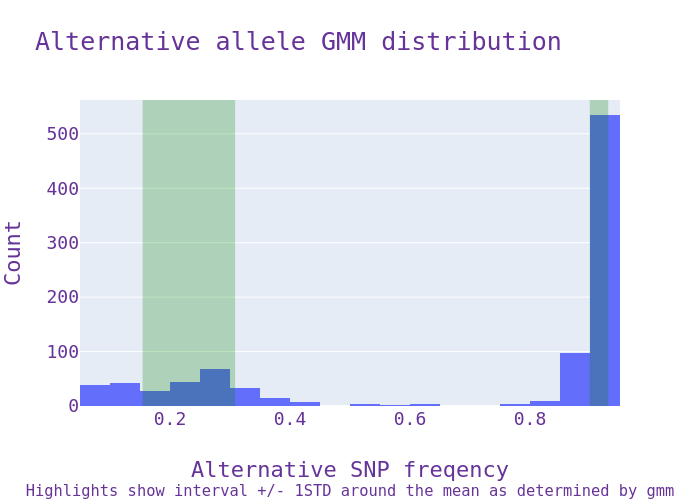 Alternative allele GMM distribution
500
400
300
200
100
0
Count
0.2 0.4 0.6 0.8
Alternative SNP freqency
Highlights show interval +/- 1STD around the mean as determined by gmm